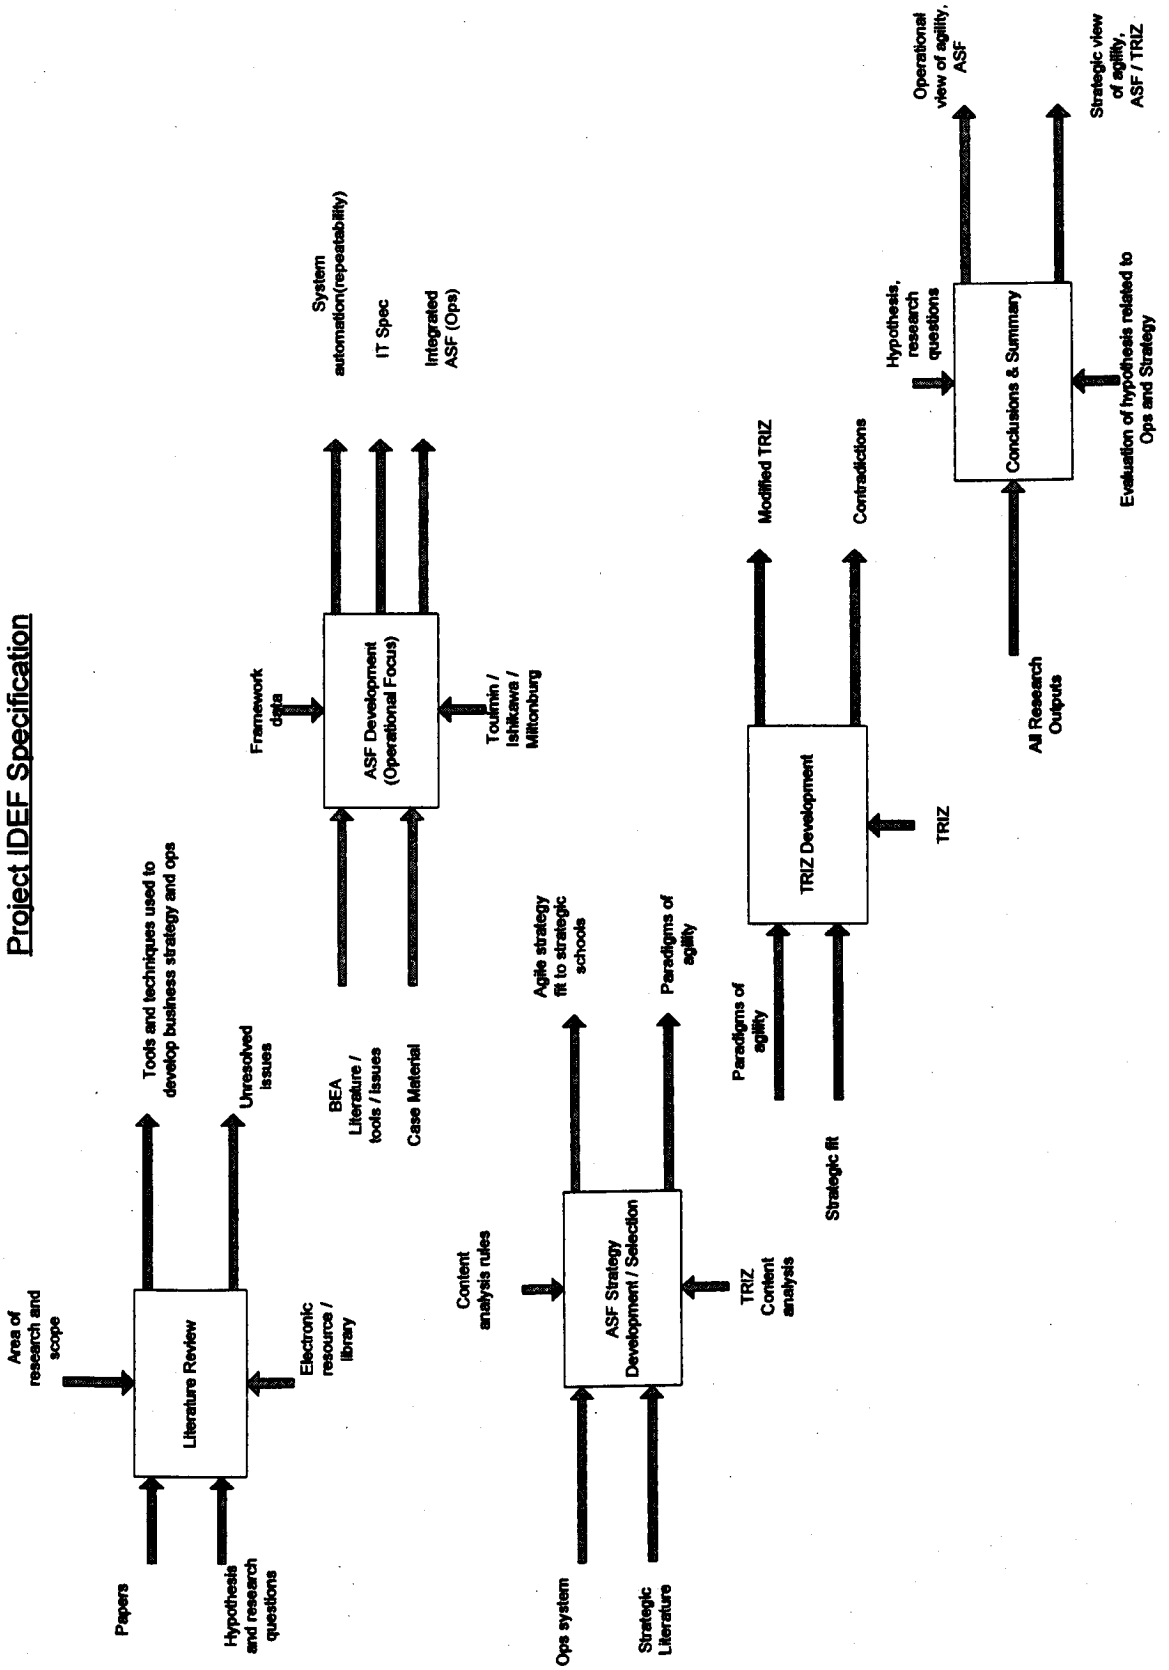 Project IDEF Specification
Area of
research and
scope
Papers
Hypothesis
and research
questions
Literature Review
Electronic
resource /
library
Tools and techniques used to
develop business strategy and ops
Unresolved
issues
Framework
data
BEA
Literature /
tools / issues
Case Material
ASF Development
(Operational Focus)
Toulmin /
Ishikawa /
Miltonburg
System
automation(repeatability)
IT Spec
Integrated
ASF (Ops)
Content
analysis rules
Ops system
Strategic
Literature
ASF Strategy
Development / Selection
TRIZ
Content
analysis
Agile strategy
fit to strategic
schools
Paradigms of
agility
Paradigms of
agility
Strategic fit
TRIZ Development
TRIZ
Modified TRIZ
Contradictions
Hypothesis,
research
questions
All Research
Outputs
Conclusions & Summary
Evaluation of hypothesis related to
Ops and Strategy
Operational
view of agility,
ASF
Strategic view
of agility,
ASF / TRIZ